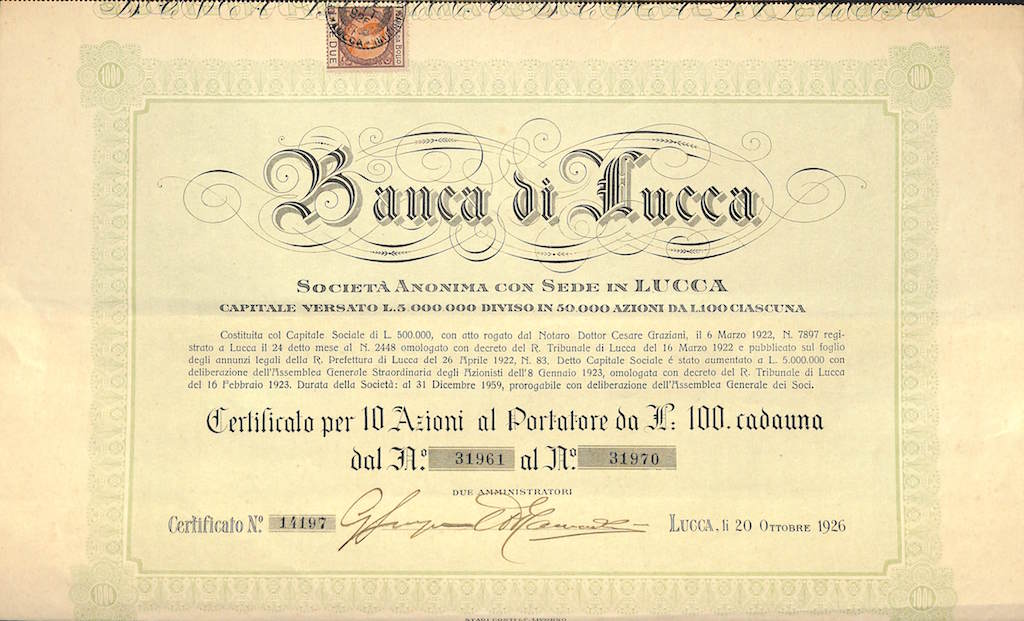 DUE
1000
1000
Banca di Lucca
SOCIETÀ ANONIMA CON SEDE IN LUCCA
CAPITALE VERSATO L.5.000.000 DIVISO IN 50.000 AZIONI DA L.100 CIASCUNA
Costituita col Capitale Sociale di L. 500.000, con atto rogato dal Notaro Dottor Cesare Graziani, il 6 Marzo 1922, N. 7897 regi-
strato a Lucca il 24 detto mese al N. 2448 omologato con decreto del R. Tribunale di Lucca del 16 Marzo 1922 e pubblicato sul foglio
degli annunzi legali della R. Prefettura di Lucca del 26 Aprile 1922, N. 83. Detto Capitale Sociale é stato aumentato a L. 5.000.000 con
deliberazione dell'Assemblea Generale Straordinaria degli Azionisti dell'8 Gennaio 1923, omologata con decreto del R. Tribunale di Lucca
del 16 Febbraio 1923. Durata della Società: al 31 Dicembre 1959, prorogabile con deliberazione dell'Assemblea Generale dei Soci.
Certificato per 10 Azioni al Portatore da L: 100. cadauna
dal N.º 31961 al N.º 31970
DUE AMMINISTRATORI
Certificato N.º 14197
LUCCA, li 20 OTTOBRE 1926
1000
1000